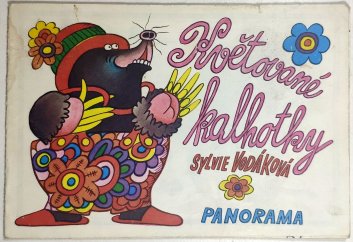 Květované
kalhotky
SYLVIE VODÁKOVÁ
PANORAMA